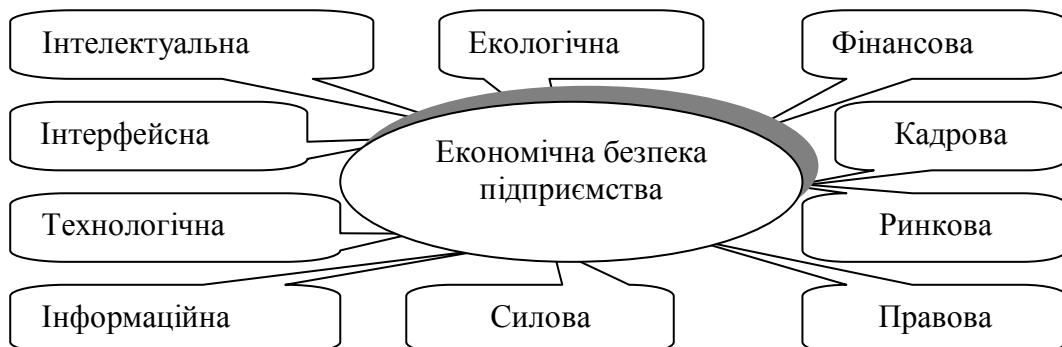 Інтелектуальна
Екологічна
Фінансова
Інтерфейсна
Економічна безпека
підприємства
Кадрова
Технологічна
Ринкова
Інформаційна
Силова
Правова